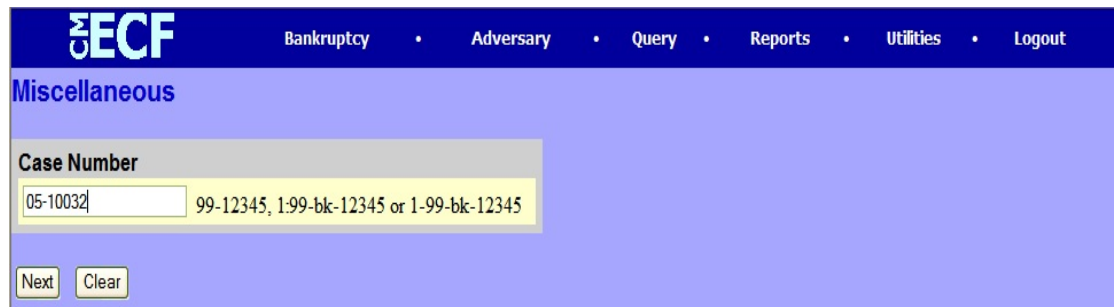 CM ECF Bankruptcy • Adversary • Query • Reports • Utilities • Logout
Miscellaneous
Case Number
05-10032 99-12345, 1:99-bk-12345 or 1-99-bk-12345
Next Clear